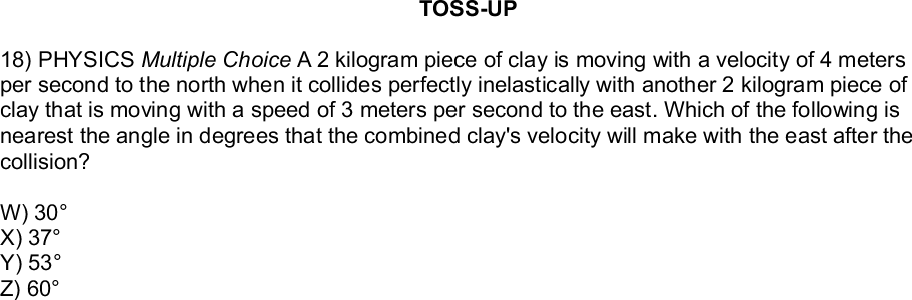 TOSS-UP
18) PHYSICS Multiple Choice A 2 kilogram piece of clay is moving with a velocity of 4 meters
per second to the north when it collides perfectly inelastically with another 2 kilogram piece of
clay that is moving with a speed of 3 meters per second to the east. Which of the following is
nearest the angle in degrees that the combined clay's velocity will make with the east after the
collision?
W) 30°
X) 37°
Y) 53°
Z) 60°